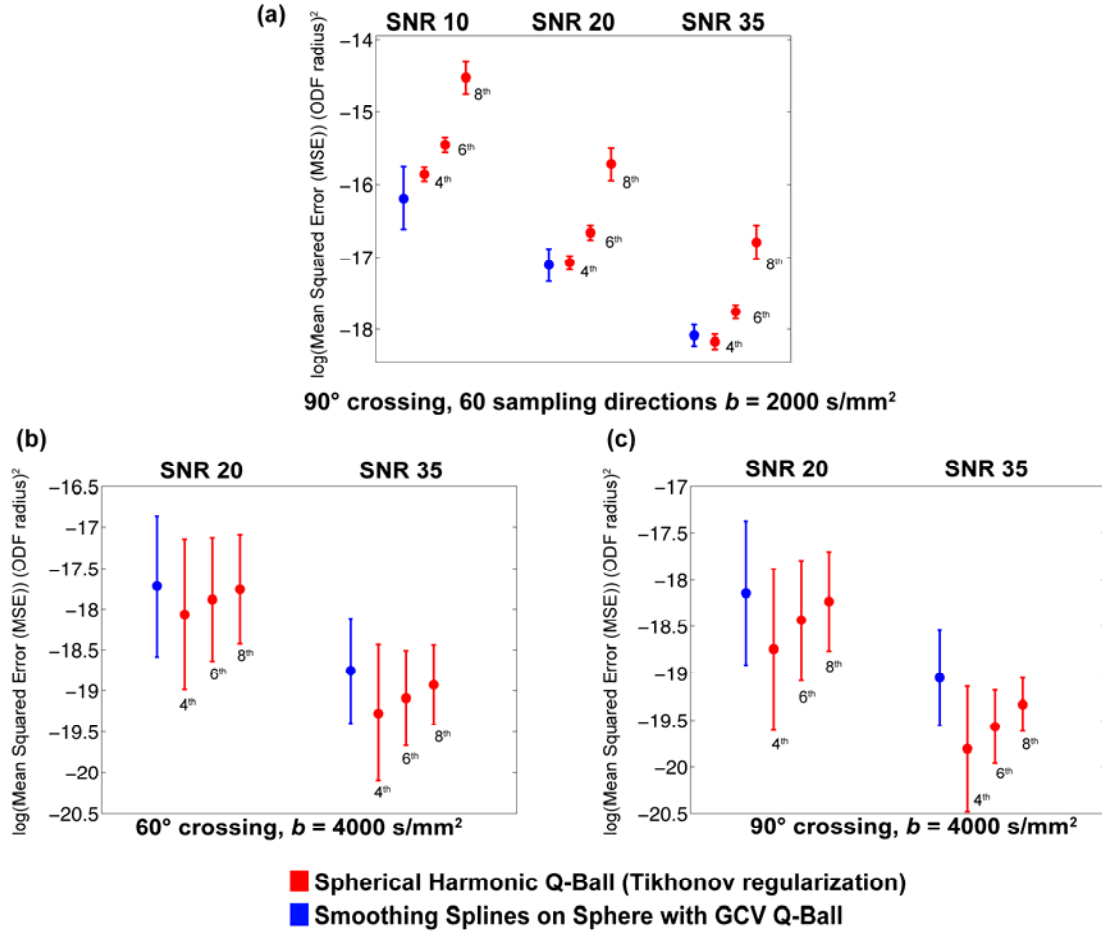 (a)
SNR 10 SNR 20 SNR 35
log(Mean Squared Error (MSE)) (ODF radius)²
−14
−15
−16
−17
−18
8th
6th
4th
8th
6th
4th
8th
6th
4th
90° crossing, 60 sampling directions b = 2000 s/mm²
(b)
SNR 20 SNR 35
log(Mean Squared Error (MSE)) (ODF radius)²
−16.5
−17
−17.5
−18
−18.5
−19
−19.5
−20
−20.5
4th
6th
8th
4th
6th
8th
60° crossing, b = 4000 s/mm²
(c)
SNR 20 SNR 35
log(Mean Squared Error (MSE)) (ODF radius)²
−17
−17.5
−18
−18.5
−19
−19.5
−20
−20.5
4th
6th
8th
4th
6th
8th
90° crossing, b = 4000 s/mm²
Spherical Harmonic Q-Ball (Tikhonov regularization)
Smoothing Splines on Sphere with GCV Q-Ball